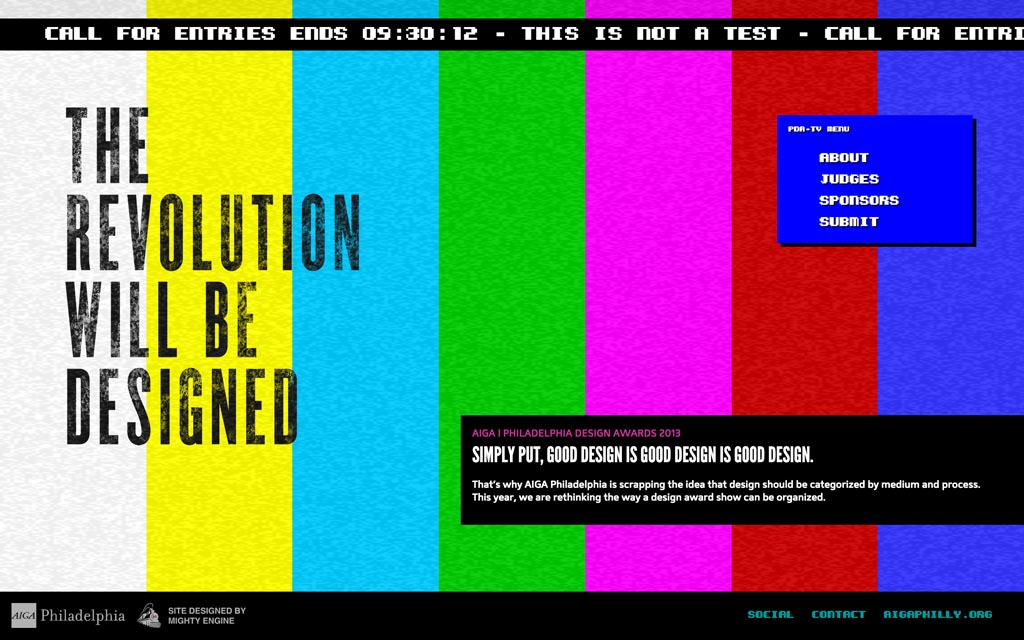 CALL FOR ENTRIES ENDS 09:30:12 - THIS IS NOT A TEST - CALL FOR ENTRI
THE
REVOLUTION
WILL BE
DESIGNED
PDA-TV MENU
ABOUT
JUDGES
SPONSORS
SUBMIT
AIGA | PHILADELPHIA DESIGN AWARDS 2013
SIMPLY PUT, GOOD DESIGN IS GOOD DESIGN IS GOOD DESIGN.
That's why AIGA Philadelphia is scrapping the idea that design should be categorized by medium and process.
This year, we are rethinking the way a design award show can be organized.
AIGA Philadelphia
SITE DESIGNED BY
MIGHTY ENGINE
SOCIAL CONTACT AIGAPHILLY.ORG